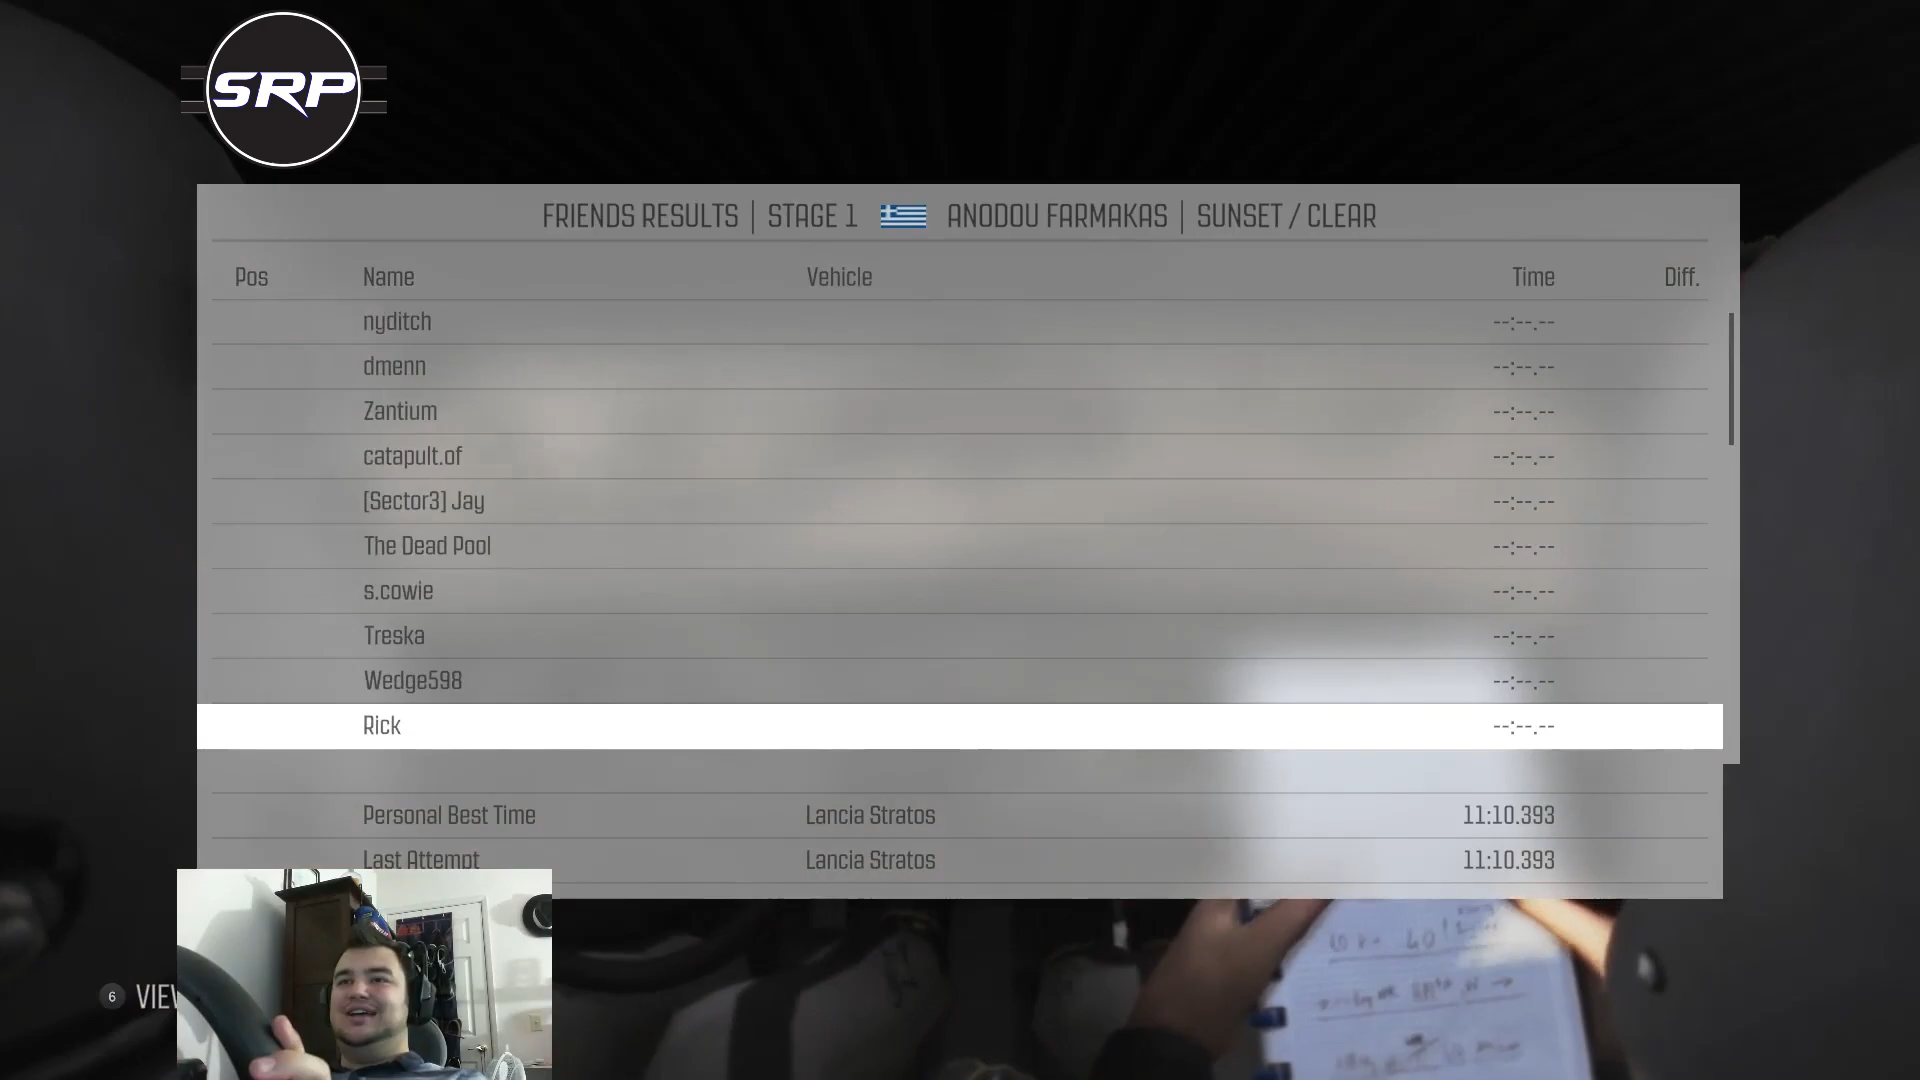 SRP
FRIENDS RESULTS | STAGE 1 ANODOU FARMAKAS | SUNSET / CLEAR
Pos Name Vehicle Time Diff.
nyditch --:--.--
dmenn --:--.--
Zantium --:--.--
catapult.of --:--.--
[Sector3] Jay --:--.--
The Dead Pool --:--.--
s.cowie --:--.--
Treska --:--.--
Wedge598 --:--.--
Rick --:--.--
Personal Best Time Lancia Stratos 11:10.393
Last Attempt Lancia Stratos 11:10.393
6